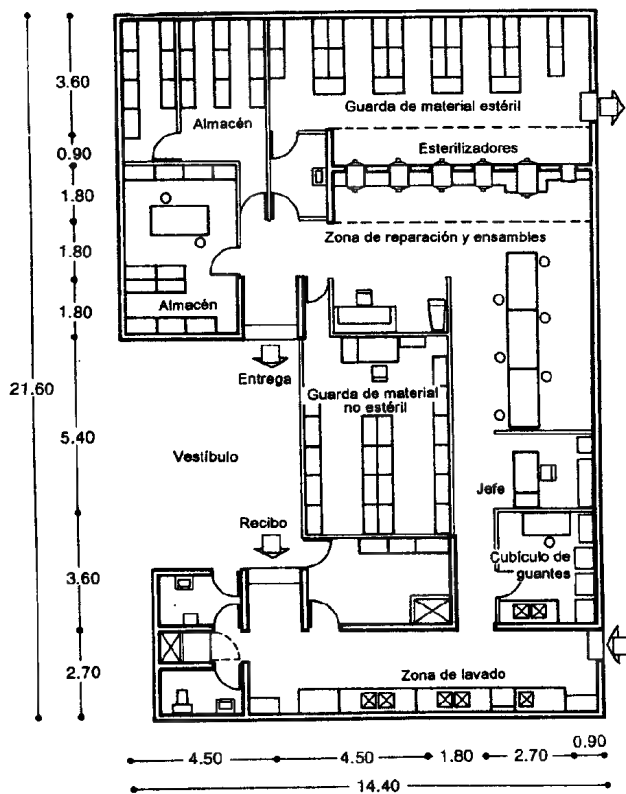 3.60
0.90
1.80
1.80
1.80
21.60
5.40
3.60
2.70
Guarda de material estéril
Almacén
Esterilizadores
Zona de reparación y ensambles
Almacén
Entrega
Guarda de material
no estéril
Vestíbulo
Jefe
Recibo
Cubículo de
guantes
Zona de lavado
4.50
4.50
1.80
2.70
0.90
14.40